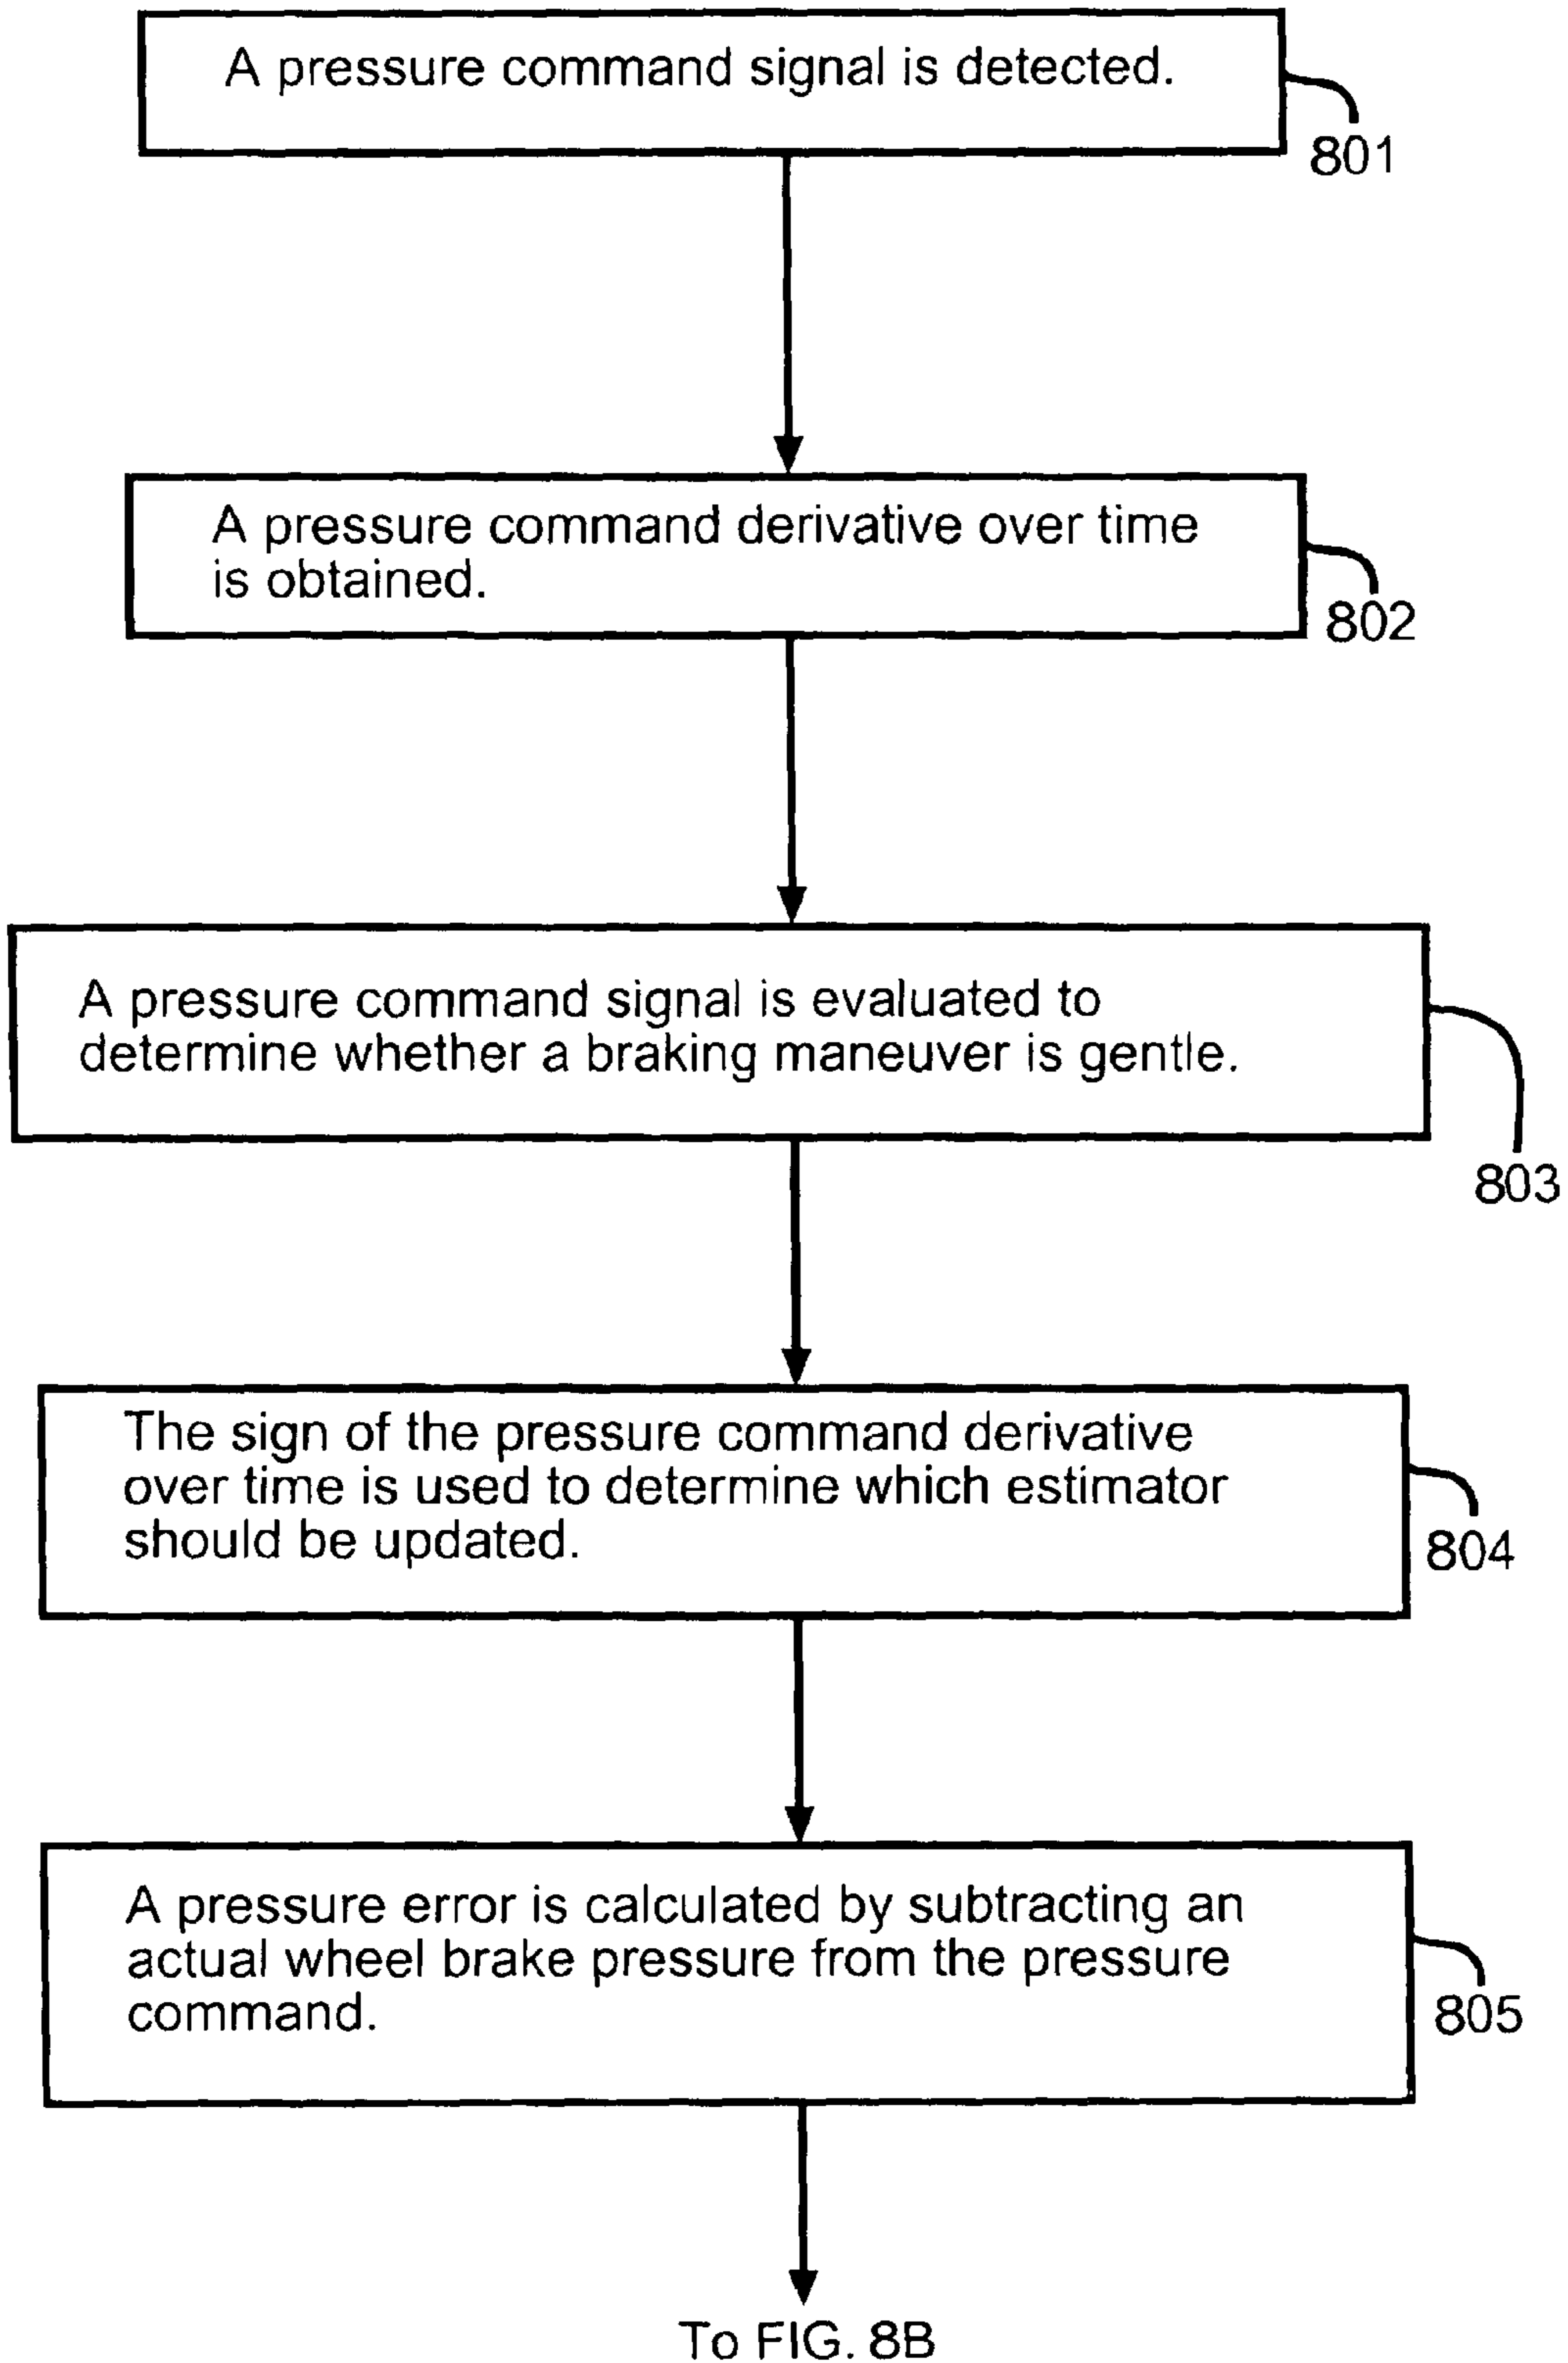 A pressure command signal is detected.
801
A pressure command derivative over time
is obtained.
802
A pressure command signal is evaluated to
determine whether a braking maneuver is gentle.
803
The sign of the pressure command derivative
over time is used to determine which estimator
should be updated.
804
A pressure error is calculated by subtracting an
actual wheel brake pressure from the pressure
command.
805
To FIG. 8B